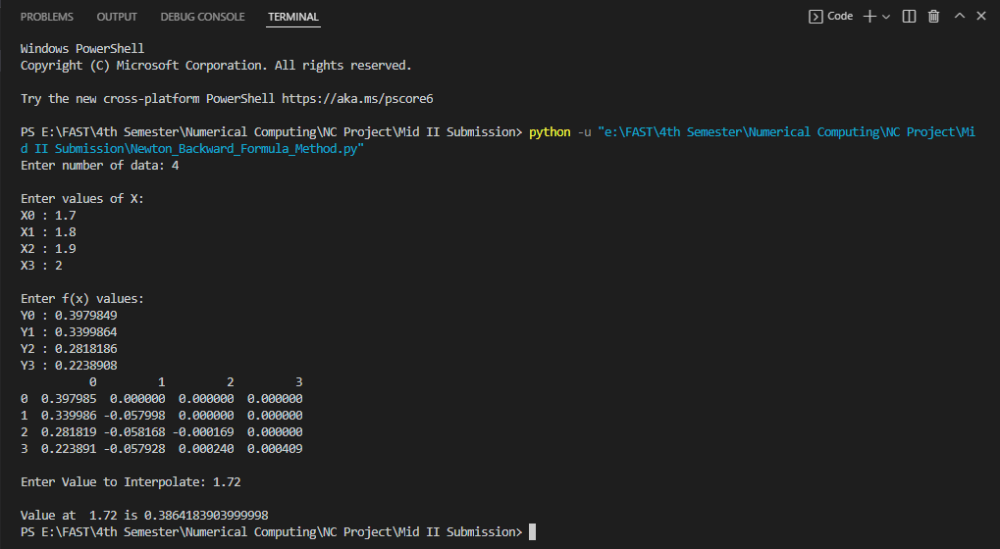 PROBLEMS OUTPUT DEBUG CONSOLE TERMINAL Code
Windows PowerShell
Copyright (C) Microsoft Corporation. All rights reserved.
Try the new cross-platform PowerShell https://aka.ms/pscore6
PS E:\FAST\4th Semester\Numerical Computing\NC Project\Mid II Submission> python -u "e:\FAST\4th Semester\Numerical Computing\NC Project\Mi
d II Submission\Newton_Backward_Formula_Method.py"
Enter number of data: 4
Enter values of X:
X0 : 1.7
X1 : 1.8
X2 : 1.9
X3 : 2
Enter f(x) values:
Y0 : 0.3979849
Y1 : 0.3399864
Y2 : 0.2818186
Y3 : 0.2238908
0 1 2 3
0 0.397985 0.000000 0.000000 0.000000
1 0.339986 -0.057998 0.000000 0.000000
2 0.281819 -0.058168 -0.000169 0.000000
3 0.223891 -0.057928 0.000240 0.000409
Enter Value to Interpolate: 1.72
Value at  1.72 is 0.3864183903999998
PS E:\FAST\4th Semester\Numerical Computing\NC Project\Mid II Submission>